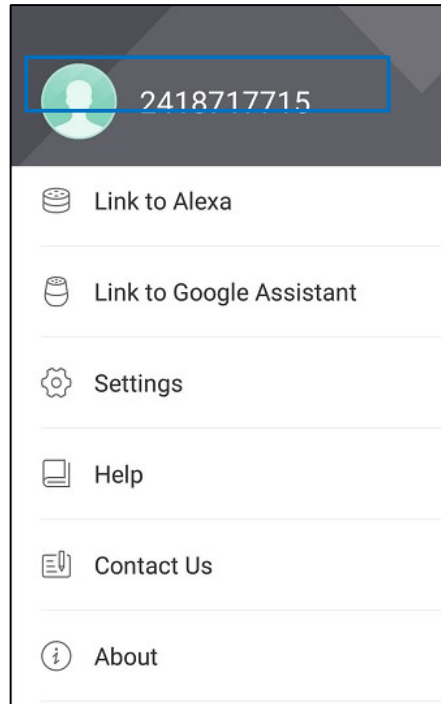 2418717715
Link to Alexa
Link to Google Assistant
Settings
Help
Contact Us
About